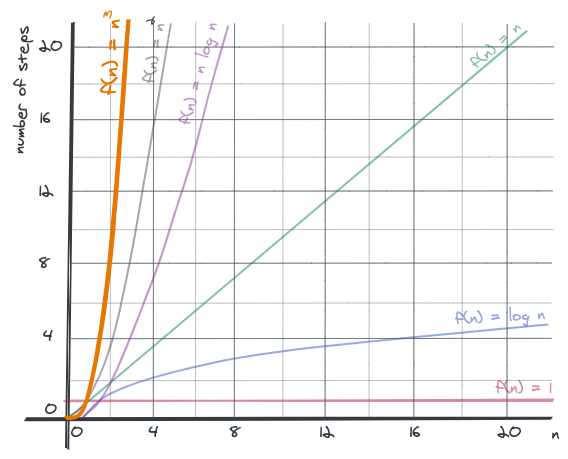 number of steps
20
16
12
8
4
0
f(n) = n³
f(n) = n²
f(n) = n log n
f(n) = n
f(n) = log n
f(n) = 1
0
4
8
12
16
20
n